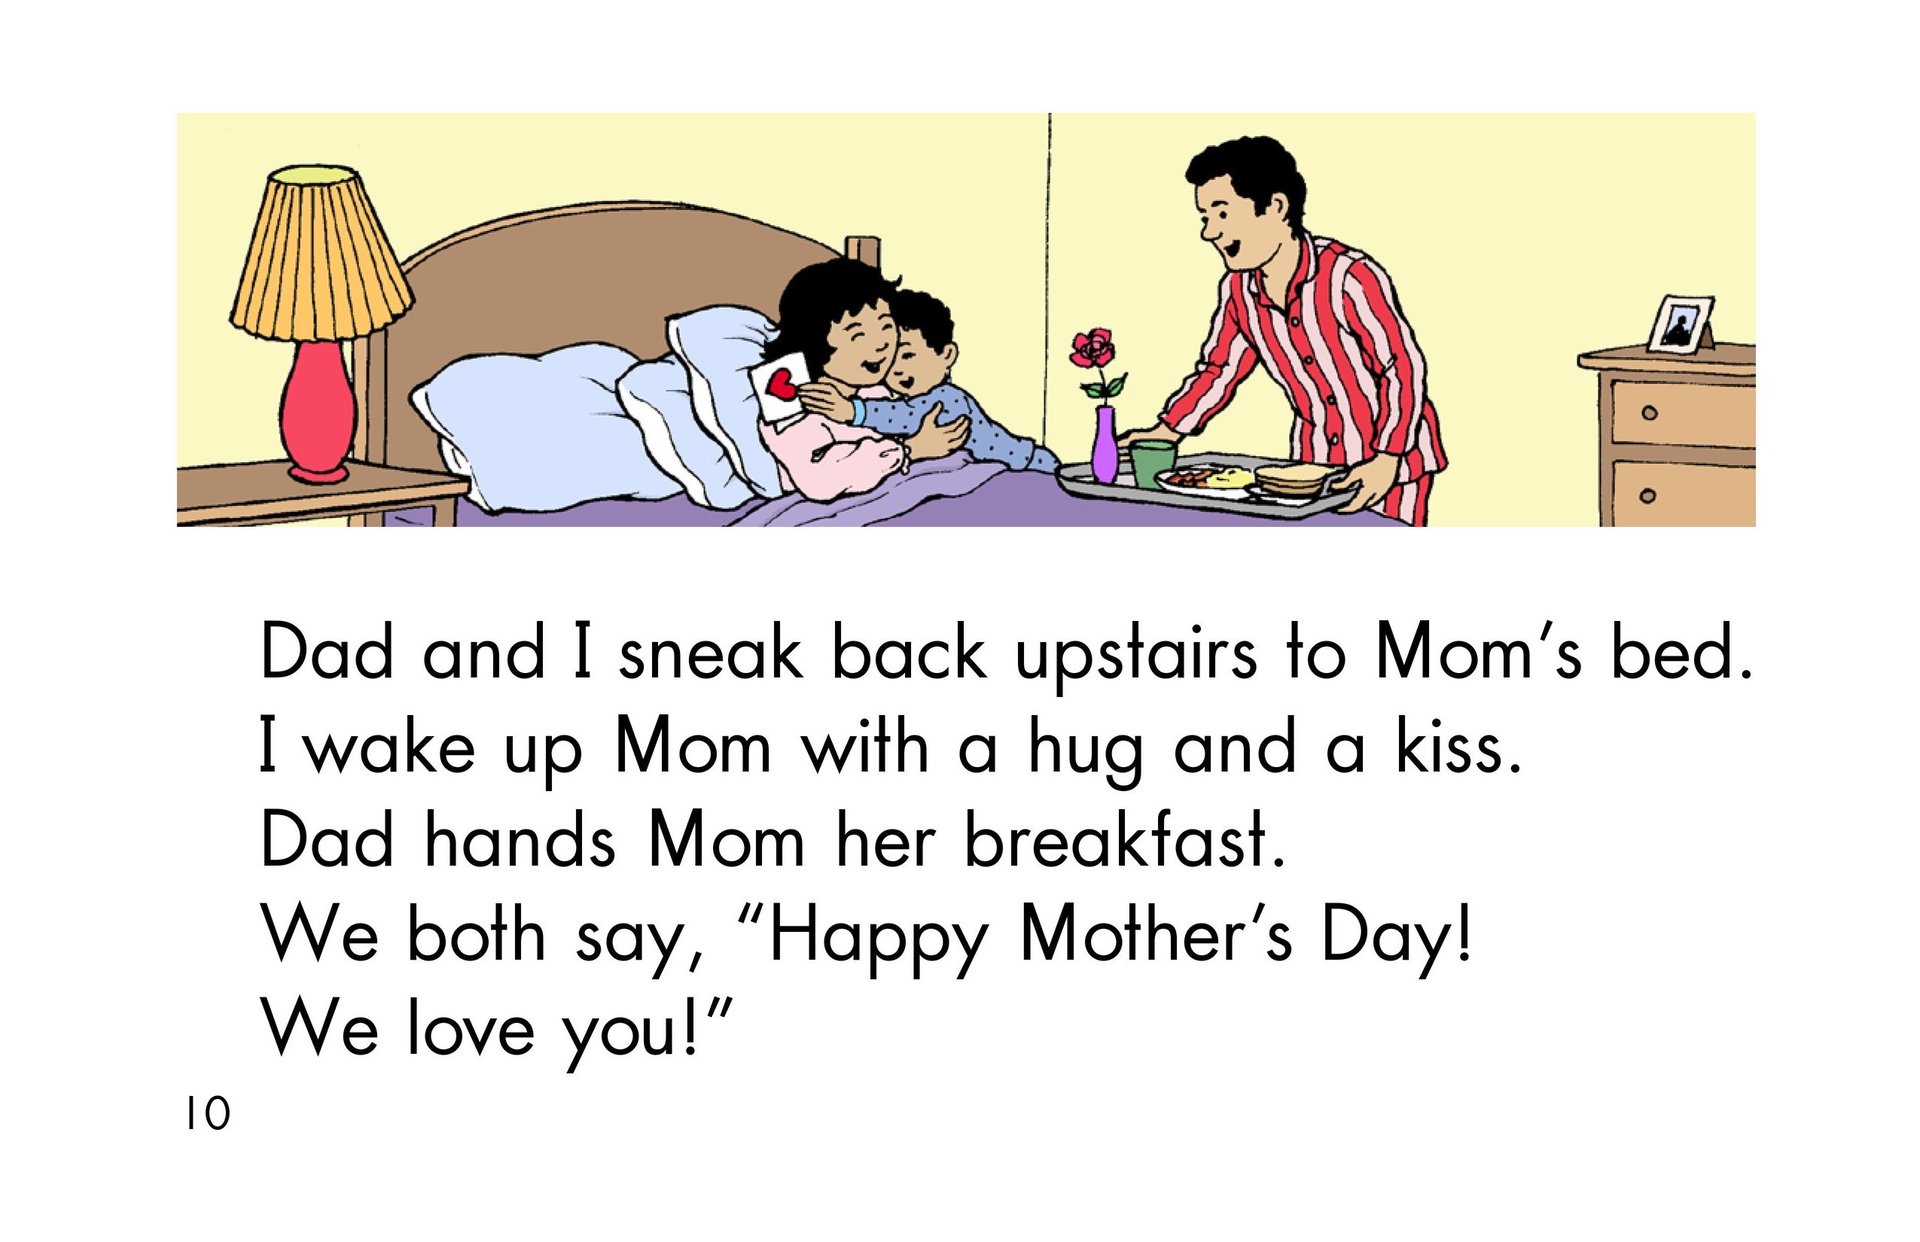 Dad and I sneak back upstairs to Mom’s bed.
I wake up Mom with a hug and a kiss.
Dad hands Mom her breakfast.
We both say, “Happy Mother’s Day!
We love you!”
10